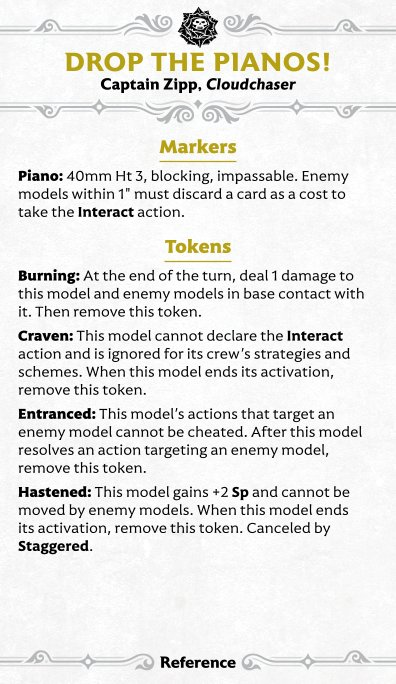 DROP THE PIANOS!
Captain Zipp, Cloudchaser
Markers
Piano: 40mm Ht 3, blocking, impassable. Enemy
models within 1" must discard a card as a cost to
take the Interact action.
Tokens
Burning: At the end of the turn, deal 1 damage to
this model and enemy models in base contact with
it. Then remove this token.
Craven: This model cannot declare the Interact
action and is ignored for its crew's strategies and
schemes. When this model ends its activation,
remove this token.
Entranced: This model's actions that target an
enemy model cannot be cheated. After this model
resolves an action targeting an enemy model,
remove this token.
Hastened: This model gains +2 Sp and cannot be
moved by enemy models. When this model ends
its activation, remove this token. Canceled by
Staggered.
Reference